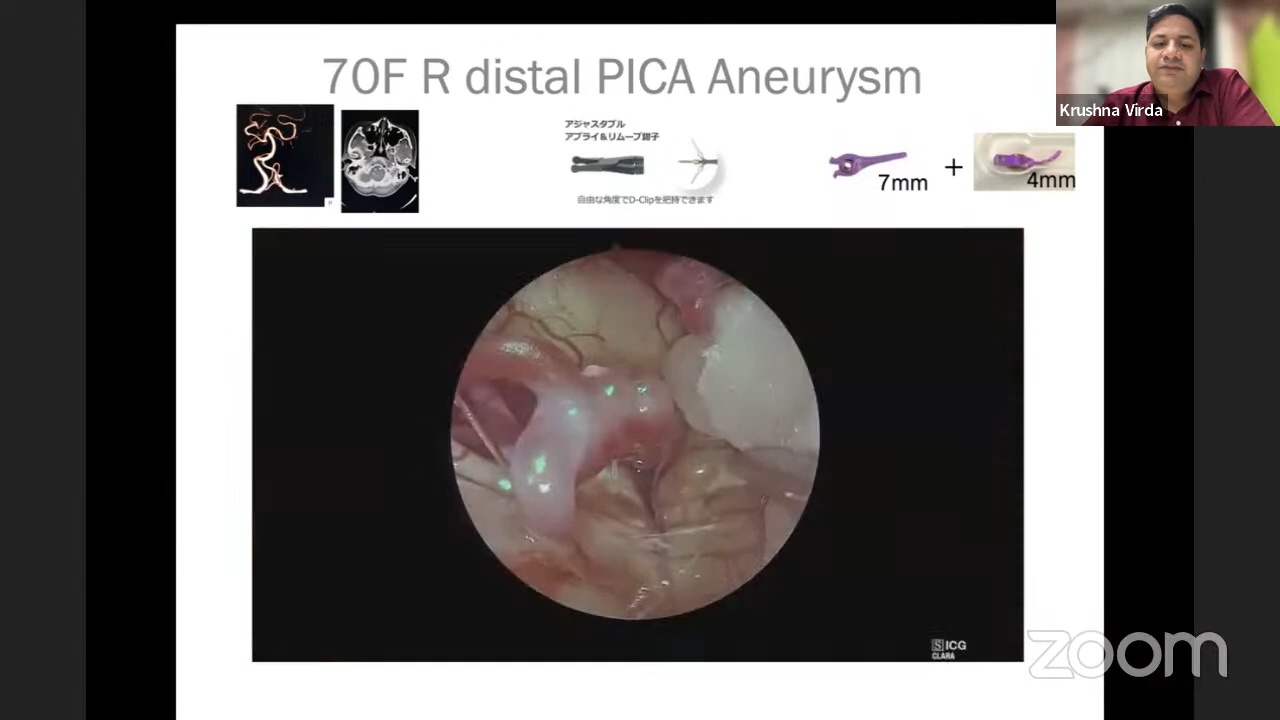 70F R distal PICA Aneurysm
Krushna Virda
アジャスタブル
アプライ&リムーブ鉗子
自由な角度でD-Clipを把持できます
7mm
+
4mm
P
S ICG
CLARA
zoom